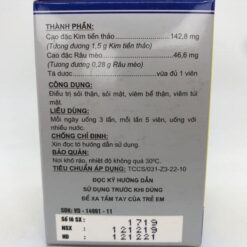 THÀNH PHẦN:
Cao đặc Kim tiền thảo 142,8 mg
(Tương đương 1,5 g Kim tiền thảo)
Cao đặc Râu mèo 46,6 mg
(Tương đương 0,28 g Râu mèo)
Tá dược vừa đủ 1 viên
CÔNG DỤNG:
Điều trị sỏi thận, sỏi mật, viêm bể thận, viêm túi mật.
LIỀU DÙNG:
Mỗi ngày uống 3 lần, mỗi lần 5 viên, uống với nhiều nước.
CHỐNG CHỈ ĐỊNH:
Xin đọc tờ hướng dẫn sử dụng.
BẢO QUẢN:
Nơi khô ráo, nhiệt độ không quá 30ºC.
TIÊU CHUẨN ÁP DỤNG: TCCS/031-Z3-22-10
ĐỌC KỸ HƯỚNG DẪN
SỬ DỤNG TRƯỚC KHI DÙNG
ĐỂ XA TẦM TAY CỦA TRẺ EM
SĐK: VD - 14001 - 11
Số lô SX : 1719
NSX : 121219
HD : 121221